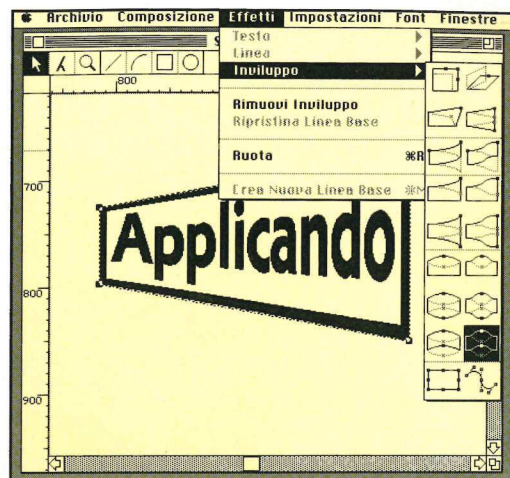 Archivio Composizione Effetti Impostazioni Font Finestre
S
Testo
Linea
Inviluppo
Rimuovi Inviluppo
Ripristina Linea Base
Ruota ⌘R
Crea Nuova Linea Base ⌘M
800
700
800
900
Applicando